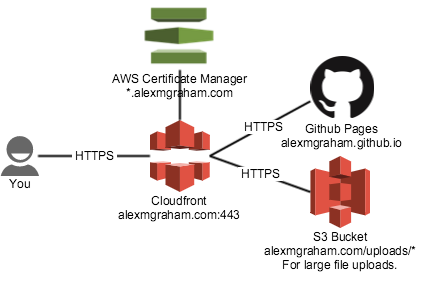 AWS Certificate Manager
*.alexmgraham.com
HTTPS
Github Pages
alexmgraham.github.io
HTTPS
You
HTTPS
Cloudfront
alexmgraham.com:443
S3 Bucket
alexmgraham.com/uploads/*
For large file uploads.